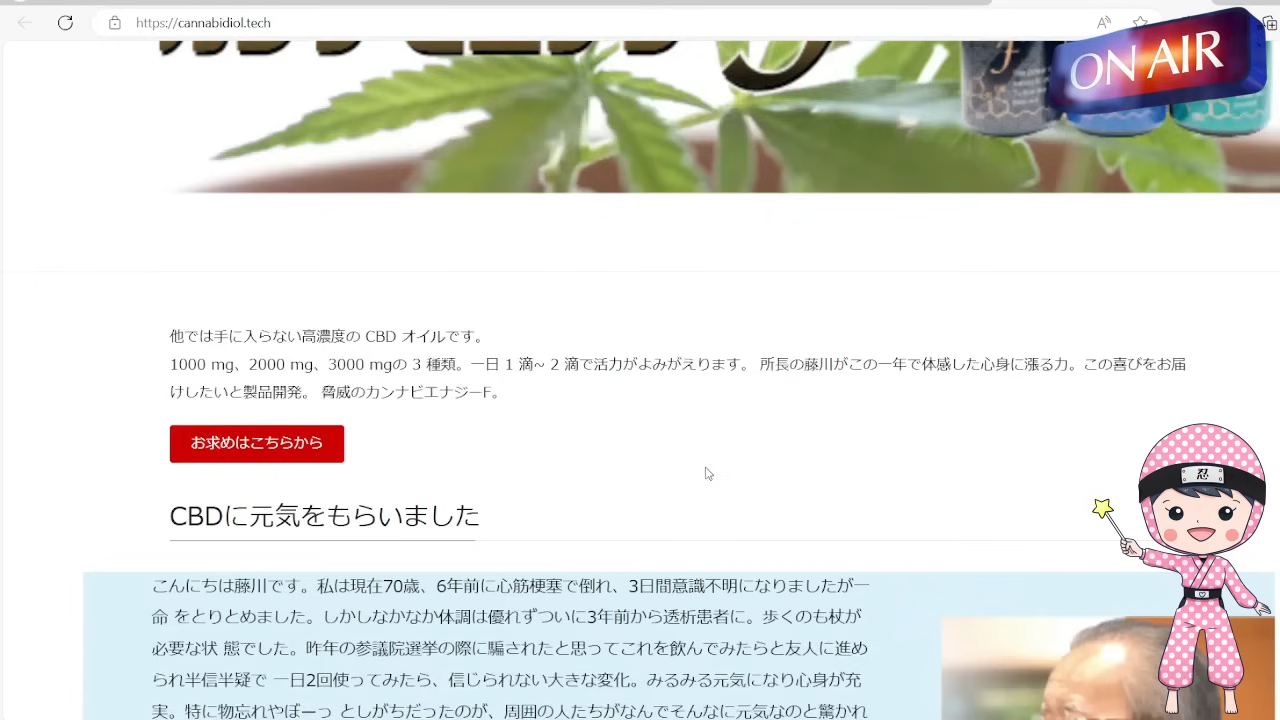 https://cannabidiol.tech
ON AIR
他では手に入らない高濃度の CBD オイルです。
1000 mg、2000 mg、3000 mgの 3 種類。一日 1 滴~ 2 滴で活力がよみがえります。 所長の藤川がこの一年で体感した心身に漲る力。この喜びをお届
けしたいと製品開発。 脅威のカンナビエナジーF。
お求めはこちらから
忍
CBDに元気をもらいました
こんにちは藤川です。私は現在70歳、6年前に心筋梗塞で倒れ、3日間意識不明になりましたが一
命 をとりとめました。しかしなかなか体調は優れずついに3年前から透析患者に。歩くのも杖が
必要な状 態でした。昨年の参議院選挙の際に騙されたと思ってこれを飲んでみたらと友人に進め
られ半信半疑で 一日2回使ってみたら、信じられない大きな変化。みるみる元気になり心身が充
実。特に物忘れやぼーっ としがちだったのが、周囲の人たちがなんでそんなに元気なのと驚かれ